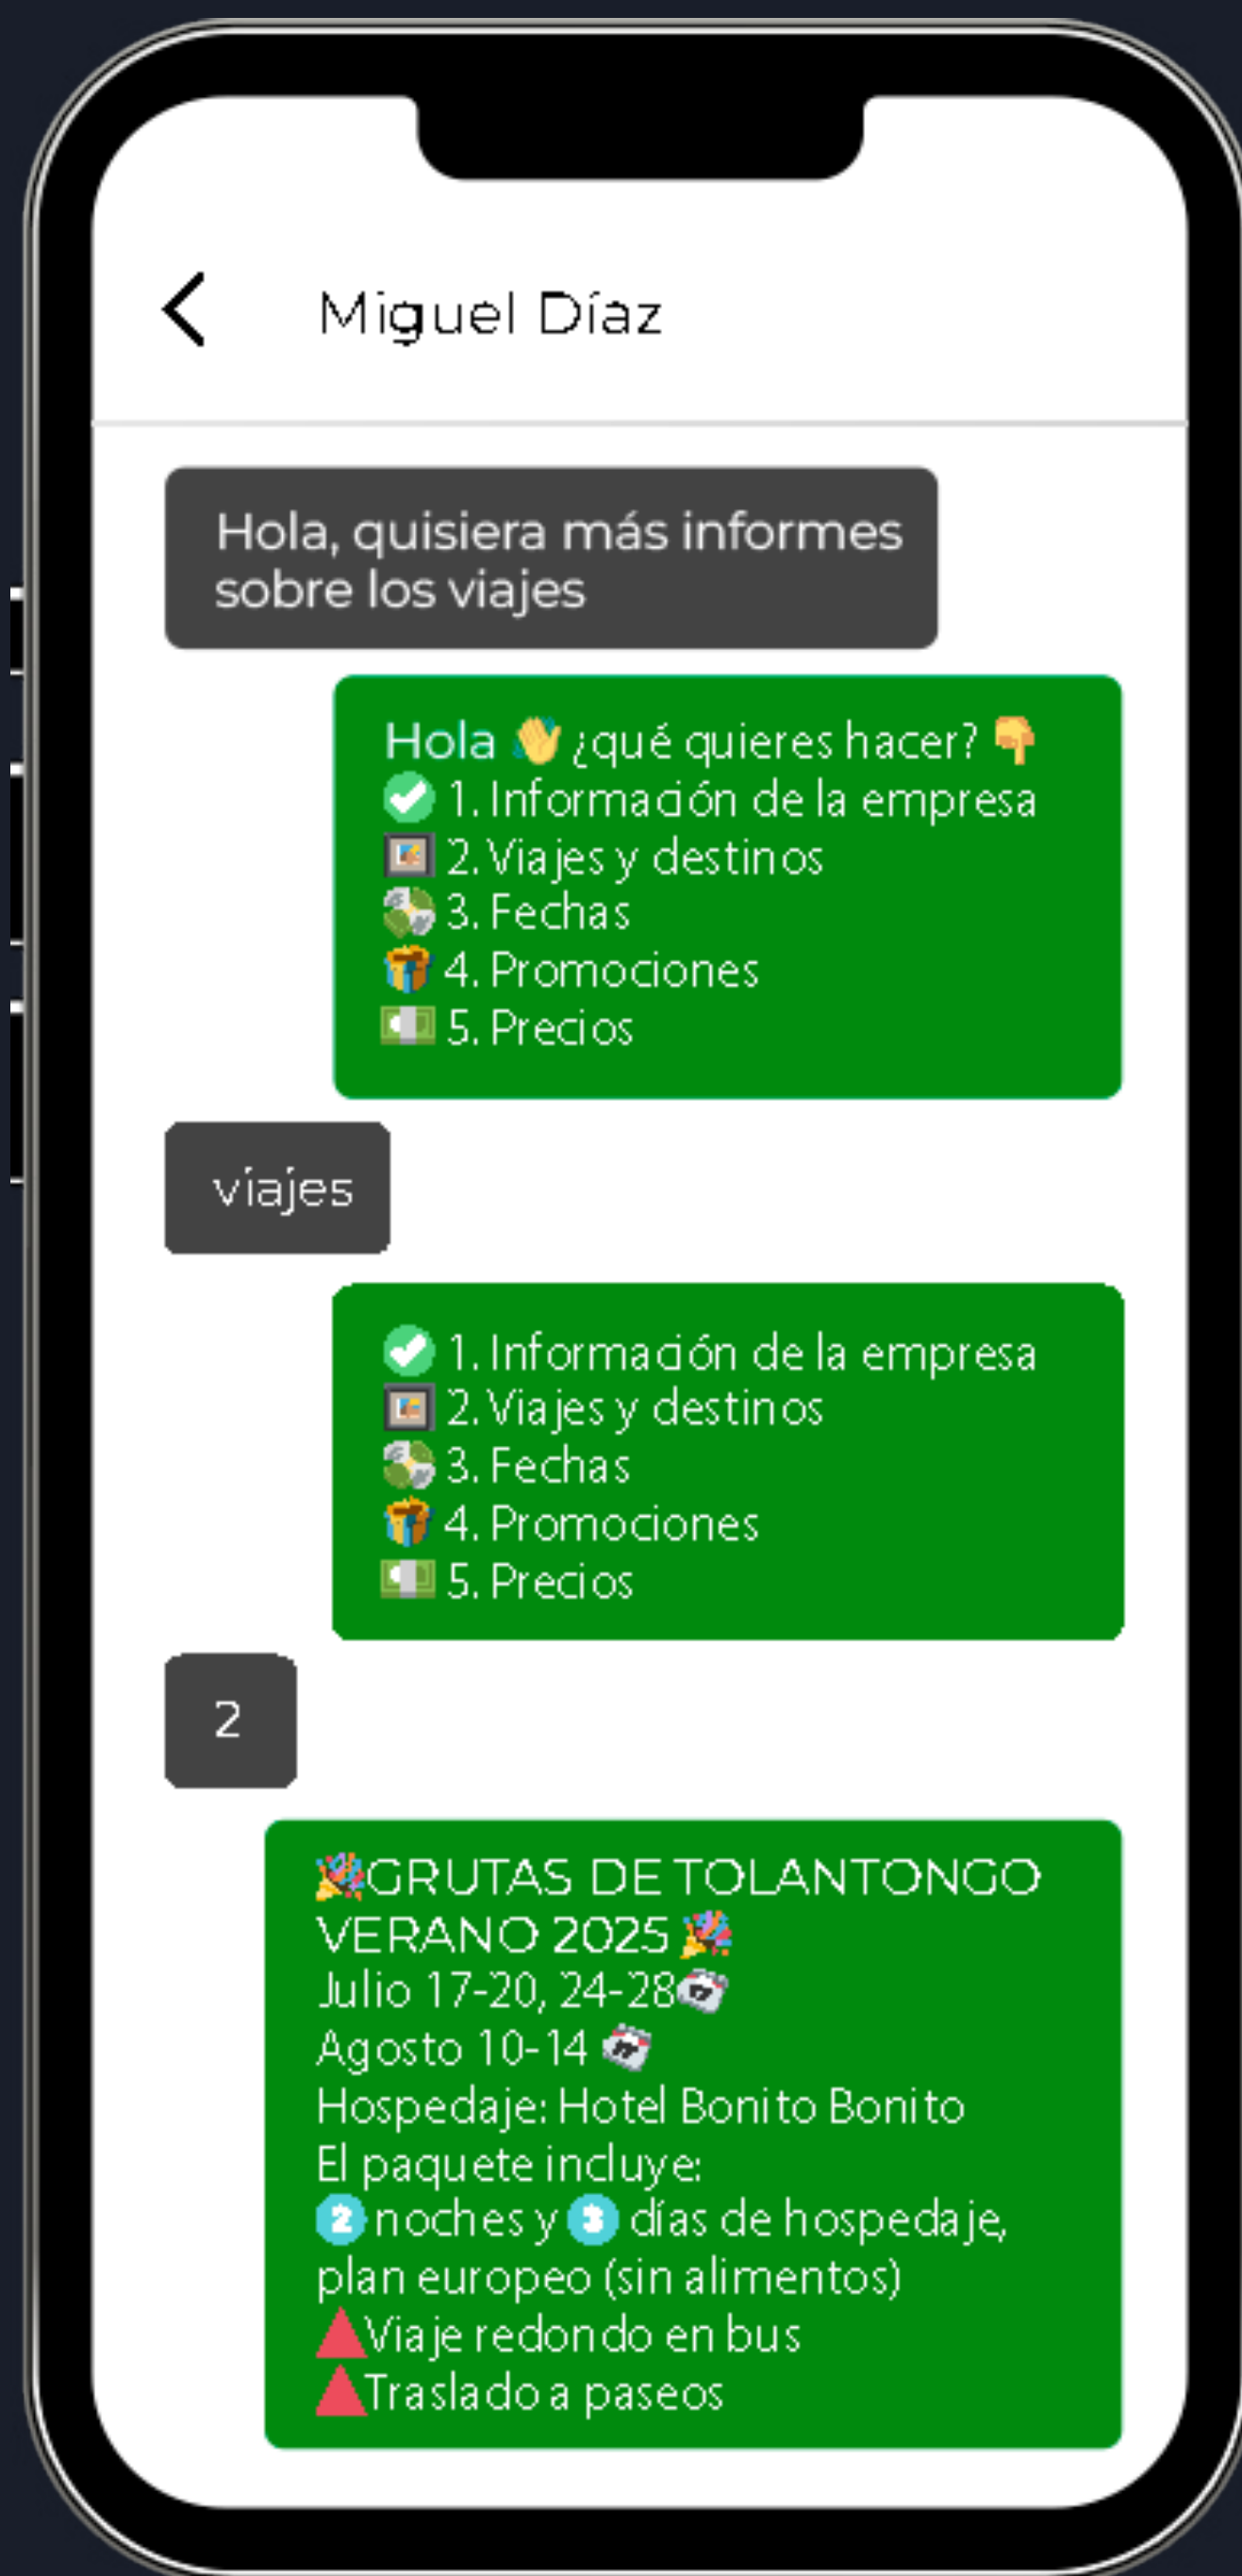 Miguel Díaz
Hola, quisiera más informes
sobre los viajes
Hola 👋 ¿qué quieres hacer? 👇
✅ 1. Información de la empresa
🖼️ 2. Viajes y destinos
💸 3. Fechas
🎁 4. Promociones
💵 5. Precios
viajes
✅ 1. Información de la empresa
🖼️ 2. Viajes y destinos
💸 3. Fechas
🎁 4. Promociones
💵 5. Precios
2
🎉GRUTAS DE TOLANTONGO
VERANO 2025 🎉
Julio 17-20, 24-28🗓️
Agosto 10-14 🗓️
Hospedaje: Hotel Bonito Bonito
El paquete incluye:
2 noches y 3 días de hospedaje,
plan europeo (sin alimentos)
🔺Viaje redondo en bus
🔺Traslado a paseos